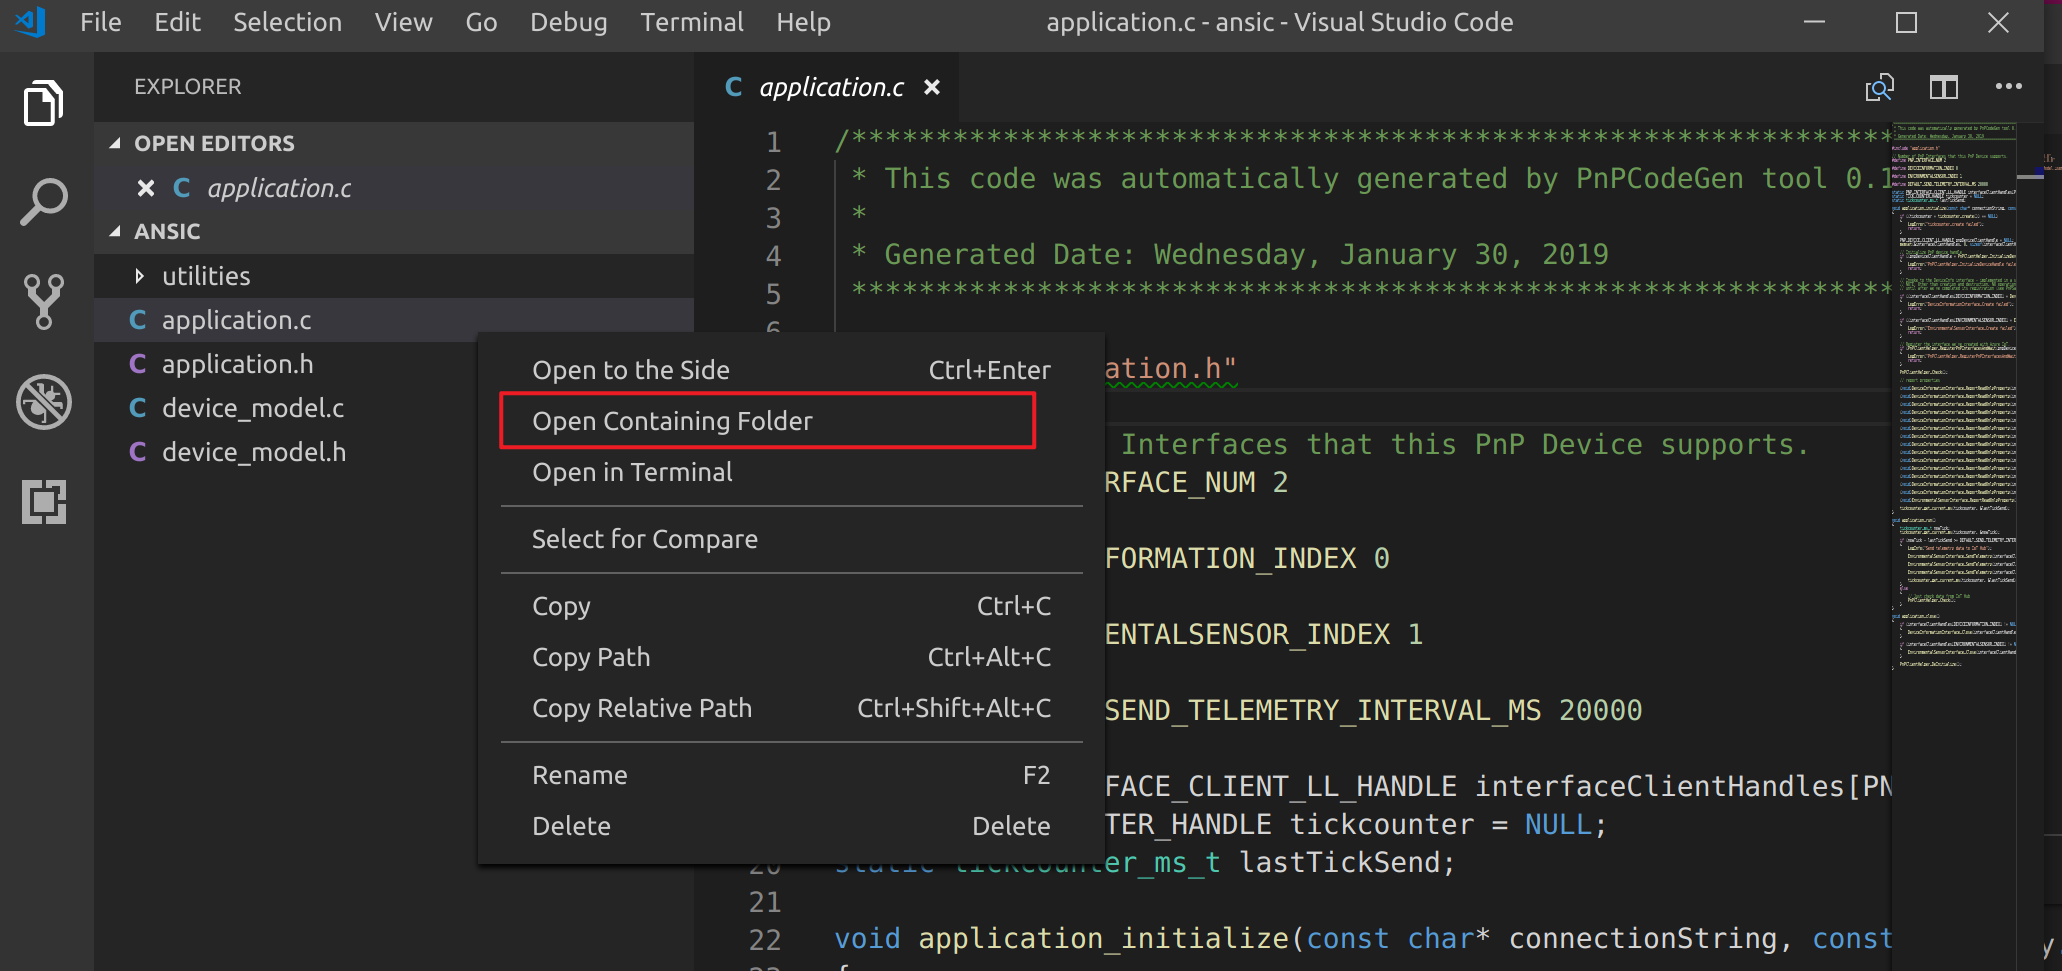 File Edit Selection View Go Debug Terminal Help application.c - ansic - Visual Studio Code
EXPLORER
OPEN EDITORS
application.c
ANSIC
utilities
C application.c
C application.h
C device_model.c
C device_model.h
C application.c
1 /***************************************************************
2 * This code was automatically generated by PnPCodeGen tool 0.1
3 *
4 * Generated Date: Wednesday, January 30, 2019
5 ***************************************************************
6
ation.h"
Interfaces that this PnP Device supports.
RFACE_NUM 2
FORMATION_INDEX 0
ENTALSENSOR_INDEX 1
SEND_TELEMETRY_INTERVAL_MS 20000
FACE_CLIENT_LL_HANDLE interfaceClientHandles[PN
TER_HANDLE tickcounter = NULL;
20 static tickcounter_ms_t lastTickSend;
21
22 void application_initialize(const char* connectionString, const
23 {
Open to the Side Ctrl+Enter
Open Containing Folder
Open in Terminal
Select for Compare
Copy Ctrl+C
Copy Path Ctrl+Alt+C
Copy Relative Path Ctrl+Shift+Alt+C
Rename F2
Delete Delete